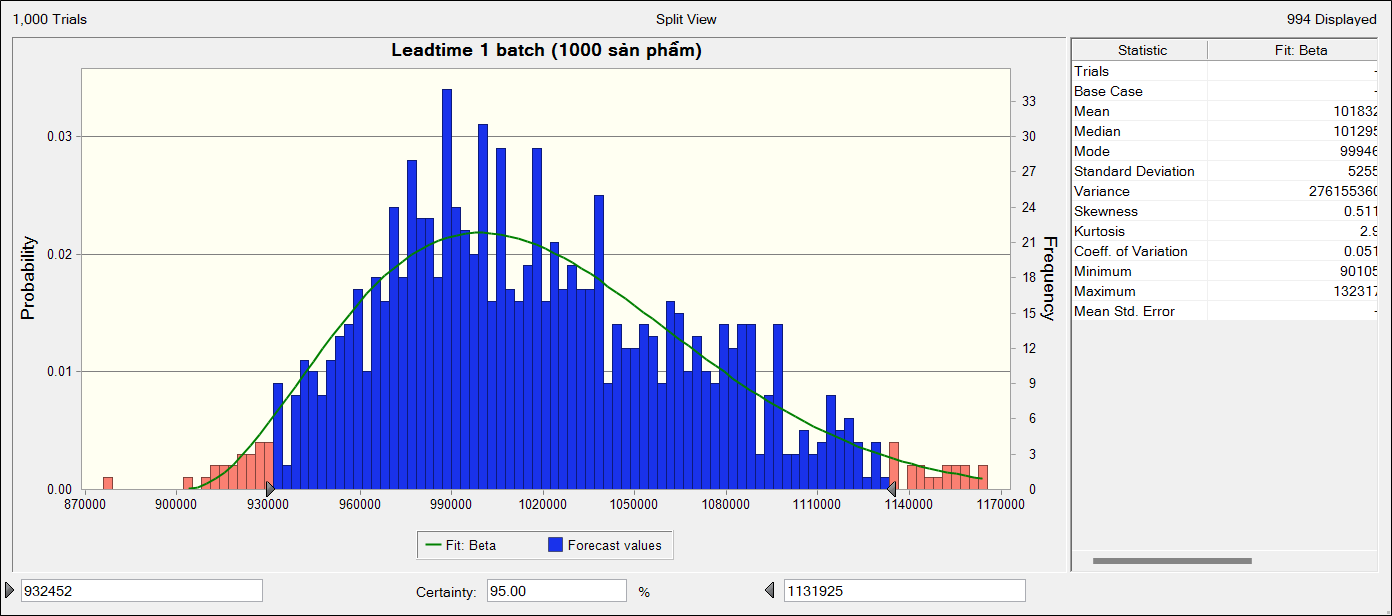 1,000 Trials Split View 994 Displayed
Leadtime 1 batch (1000 sản phẩm)
Probability
0.03
0.02
0.01
0.00
33
30
27
24
21
18
15
12
9
6
3
0
Frequency
870000 900000 930000 960000 990000 1020000 1050000 1080000 1110000 1140000 1170000
Fit: Beta Forecast values
Statistic Fit: Beta
Trials -
Base Case -
Mean 101832
Median 101295
Mode 99946
Standard Deviation 5255
Variance 276155360
Skewness 0.511
Kurtosis 2.9
Coeff. of Variation 0.051
Minimum 90105
Maximum 132317
Mean Std. Error -
932452 Certainty: 95.00 % 1131925